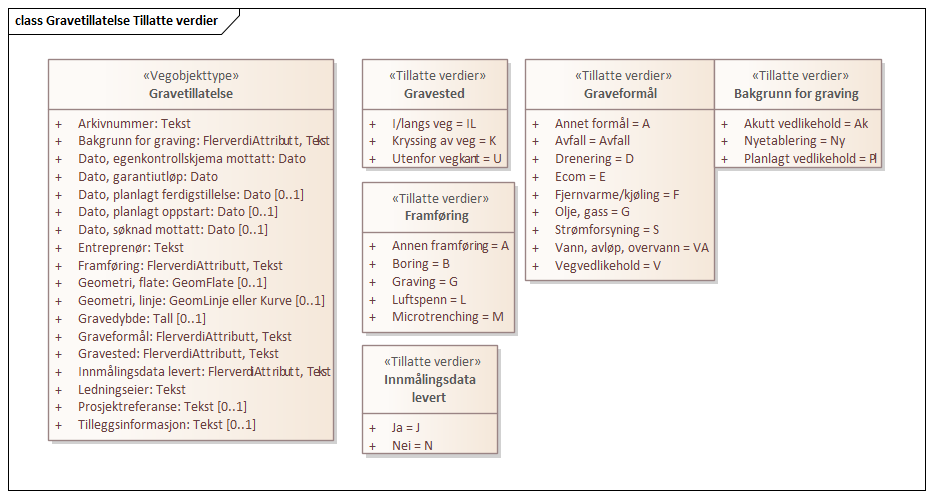 class Gravetillatelse Tillatte verdier
«Vegobjekttype»
Gravetillatelse
+ Arkivnummer: Tekst
+ Bakgrunn for graving: FlerverdiAttributt, Tekst
+ Dato, egenkontrollskjema mottatt: Dato
+ Dato, garantiutløp: Dato
+ Dato, planlagt ferdigstillelse: Dato [0..1]
+ Dato, planlagt oppstart: Dato [0..1]
+ Dato, søknad mottatt: Dato [0..1]
+ Entreprenør: Tekst
+ Framføring: FlerverdiAttributt, Tekst
+ Geometri, flate: GeomFlate [0..1]
+ Geometri, linje: GeomLinje eller Kurve [0..1]
+ Gravedybde: Tall [0..1]
+ Graveformål: FlerverdiAttributt, Tekst
+ Gravested: FlerverdiAttributt, Tekst
+ Innmålingsdata levert: FlerverdiAttributt, Tekst
+ Ledningseier: Tekst
+ Prosjektreferanse: Tekst [0..1]
+ Tilleggsinformasjon: Tekst [0..1]
«Tillatte verdier»
Gravested
+ I/langs veg = IL
+ Kryssing av veg = K
+ Utenfor vegkant = U
«Tillatte verdier»
Framføring
+ Annen framføring = A
+ Boring = B
+ Graving = G
+ Luftspenn = L
+ Microtrenching = M
«Tillatte verdier»
Innmålingsdata
levert
+ Ja = J
+ Nei = N
«Tillatte verdier»
Graveformål
+ Annet formål = A
+ Avfall = Avfall
+ Drenering = D
+ Ecom = E
+ Fjernvarme/kjøling = F
+ Olje, gass = G
+ Strømforsyning = S
+ Vann, avløp, overvann = VA
+ Vegvedlikehold = V
«Tillatte verdier»
Bakgrunn for graving
+ Akutt vedlikehold = Ak
+ Nyetablering = Ny
+ Planlagt vedlikehold = Pl